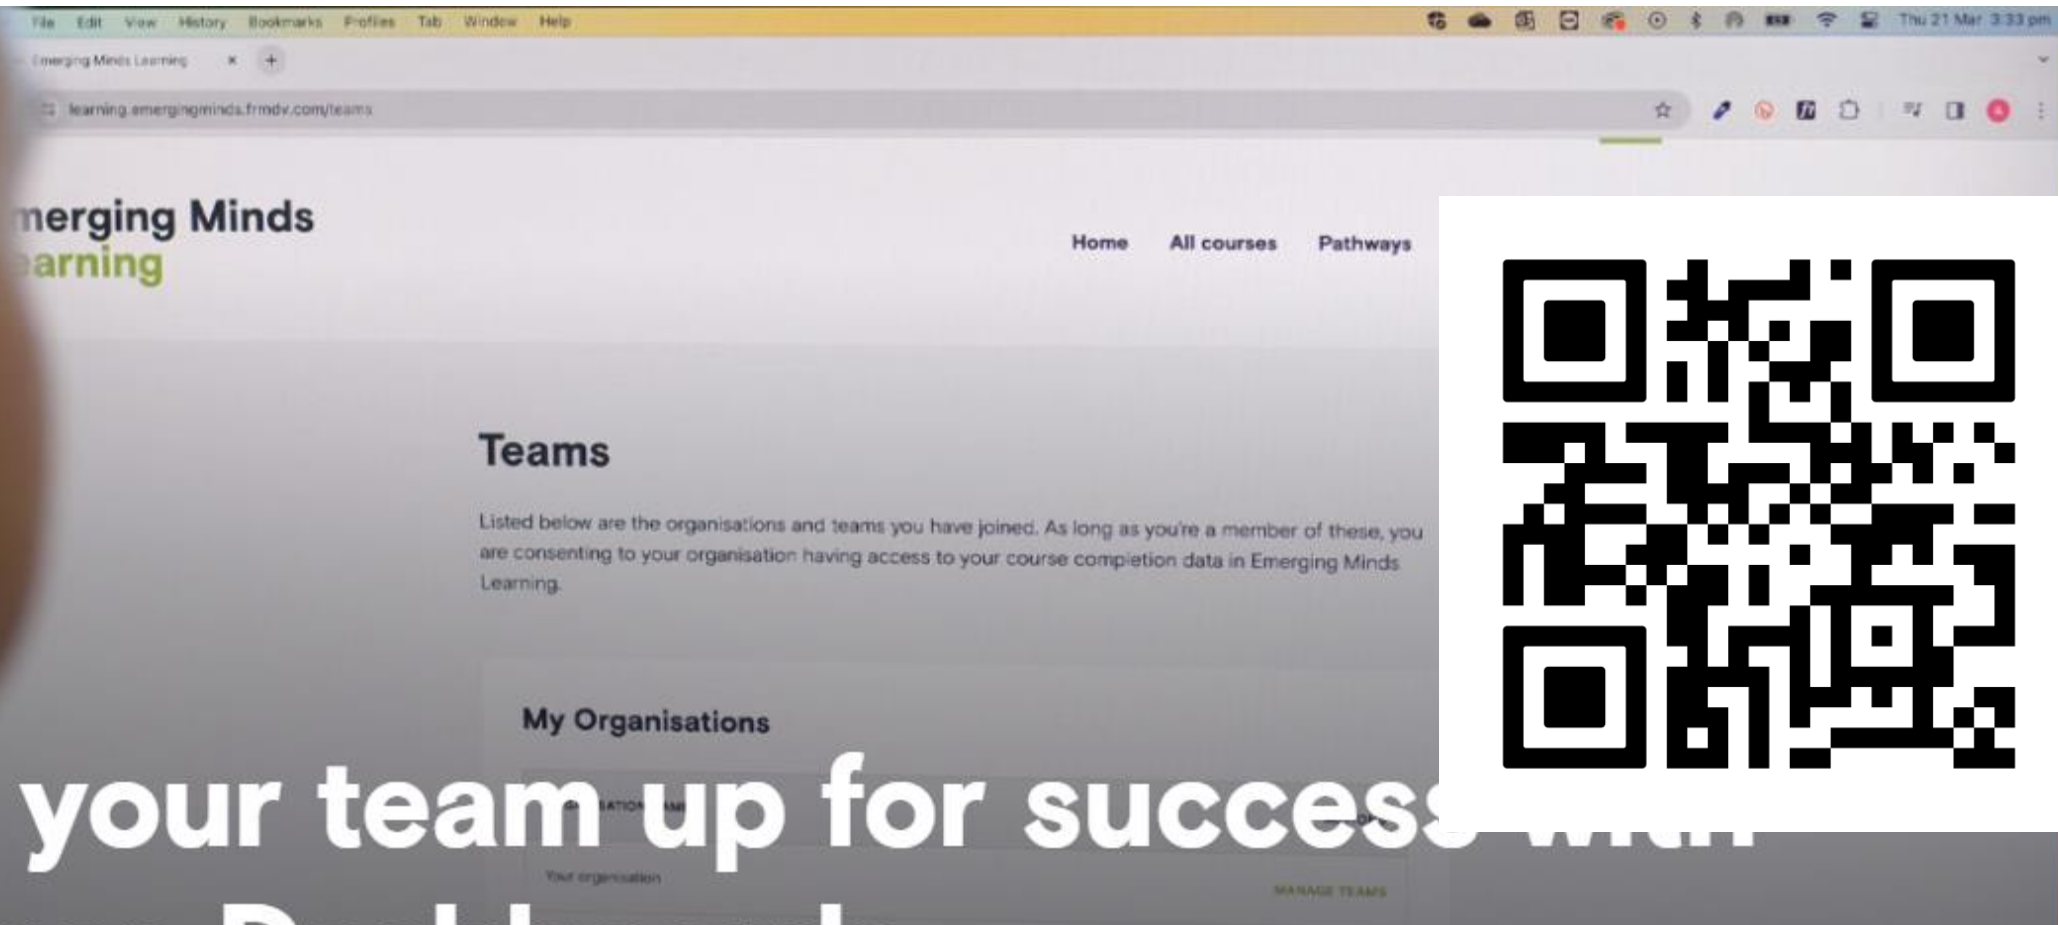 File Edit View History Bookmarks Profiles Tab Window Help
Thu 21 Mar 3:33 pm
Emerging Minds Learning
learning.emergingminds.frmdv.com/teams
merging Minds
earning
Home All courses Pathways
Teams
Listed below are the organisations and teams you have joined. As long as you're a member of these, you
are consenting to your organisation having access to your course completion data in Emerging Minds
Learning.
My Organisations
your team up for success with
Your organisation
MANAGE TEAMS